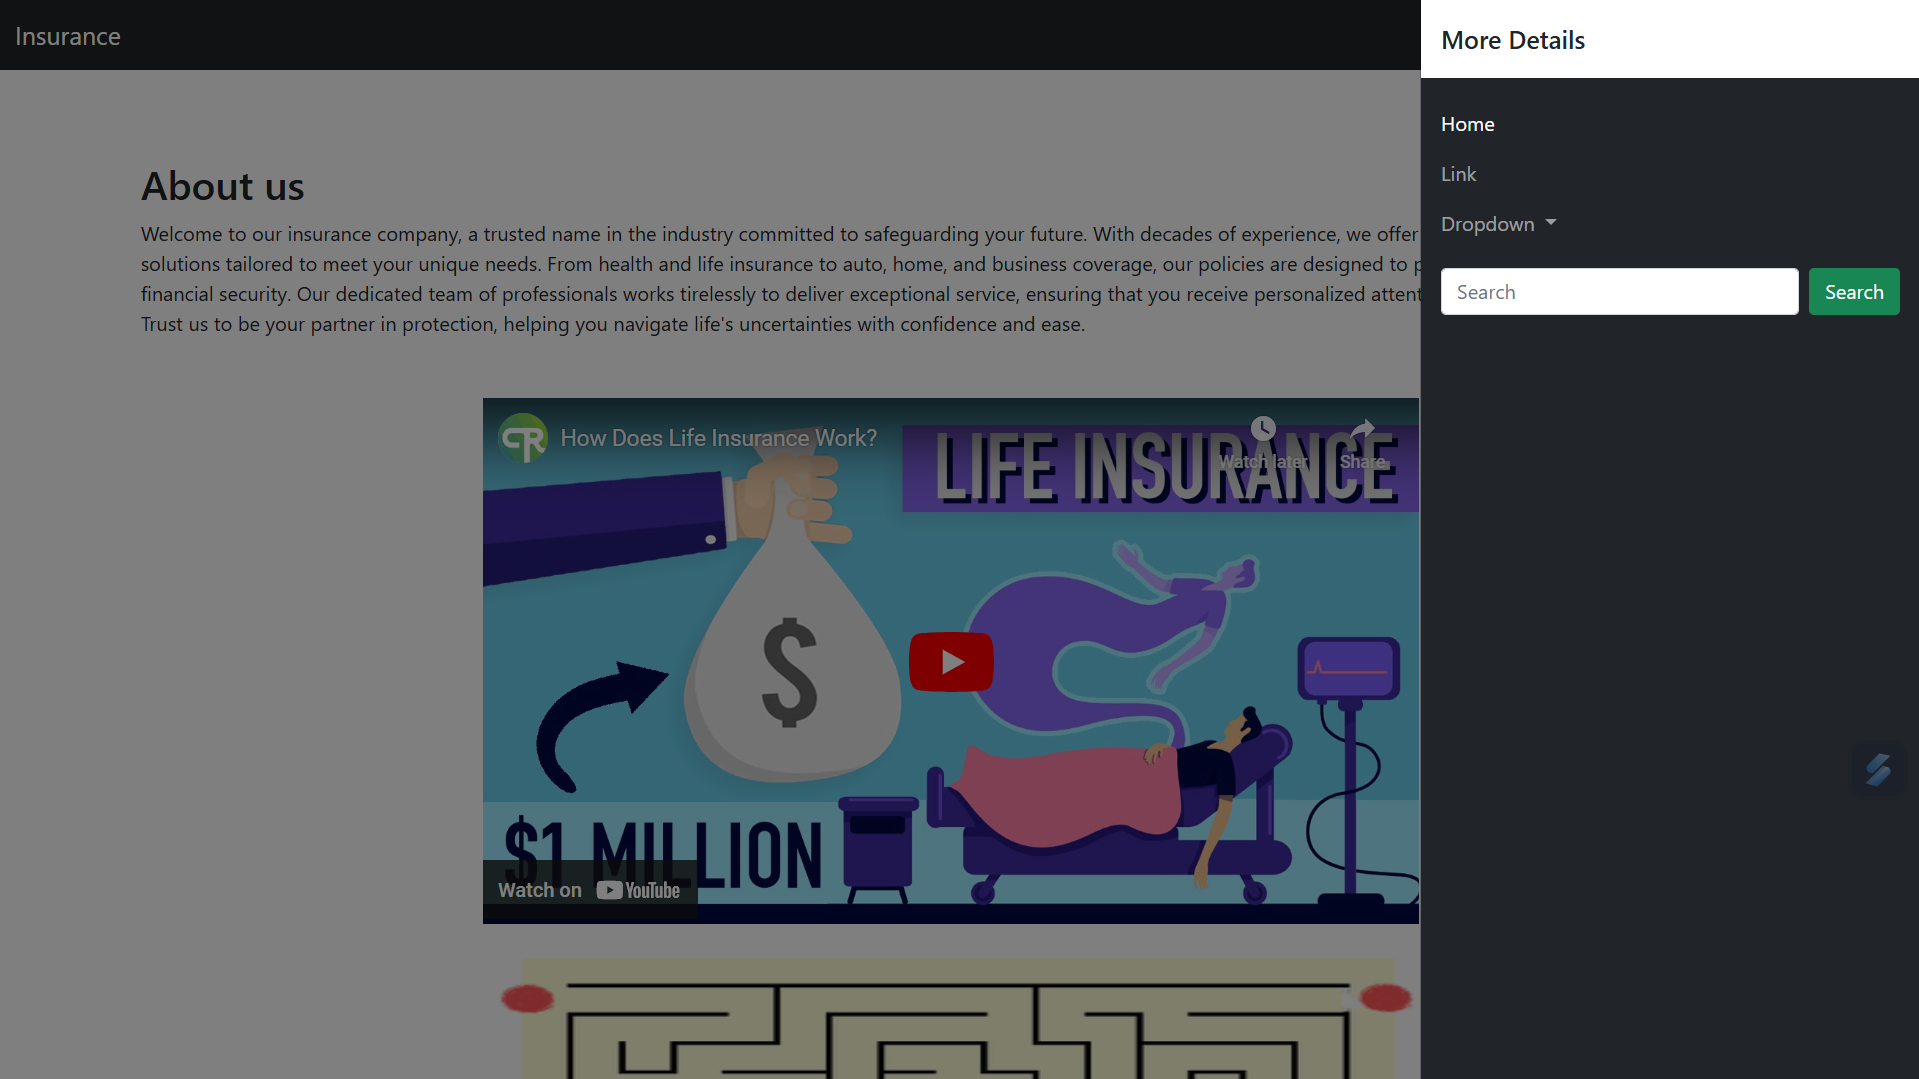 Insurance
More Details
Home
Link
Dropdown
Search
Search
About us
Welcome to our insurance company, a trusted name in the industry committed to safeguarding your future. With decades of experience, we offer
solutions tailored to meet your unique needs. From health and life insurance to auto, home, and business coverage, our policies are designed to
financial security. Our dedicated team of professionals works tirelessly to deliver exceptional service, ensuring that you receive personalized
Trust us to be your partner in protection, helping you navigate life's uncertainties with confidence and ease.
How Does Life Insurance Work?
Watch later
Share
LIFE INSURANCE
$
$1 MILLION
Watch on YouTube